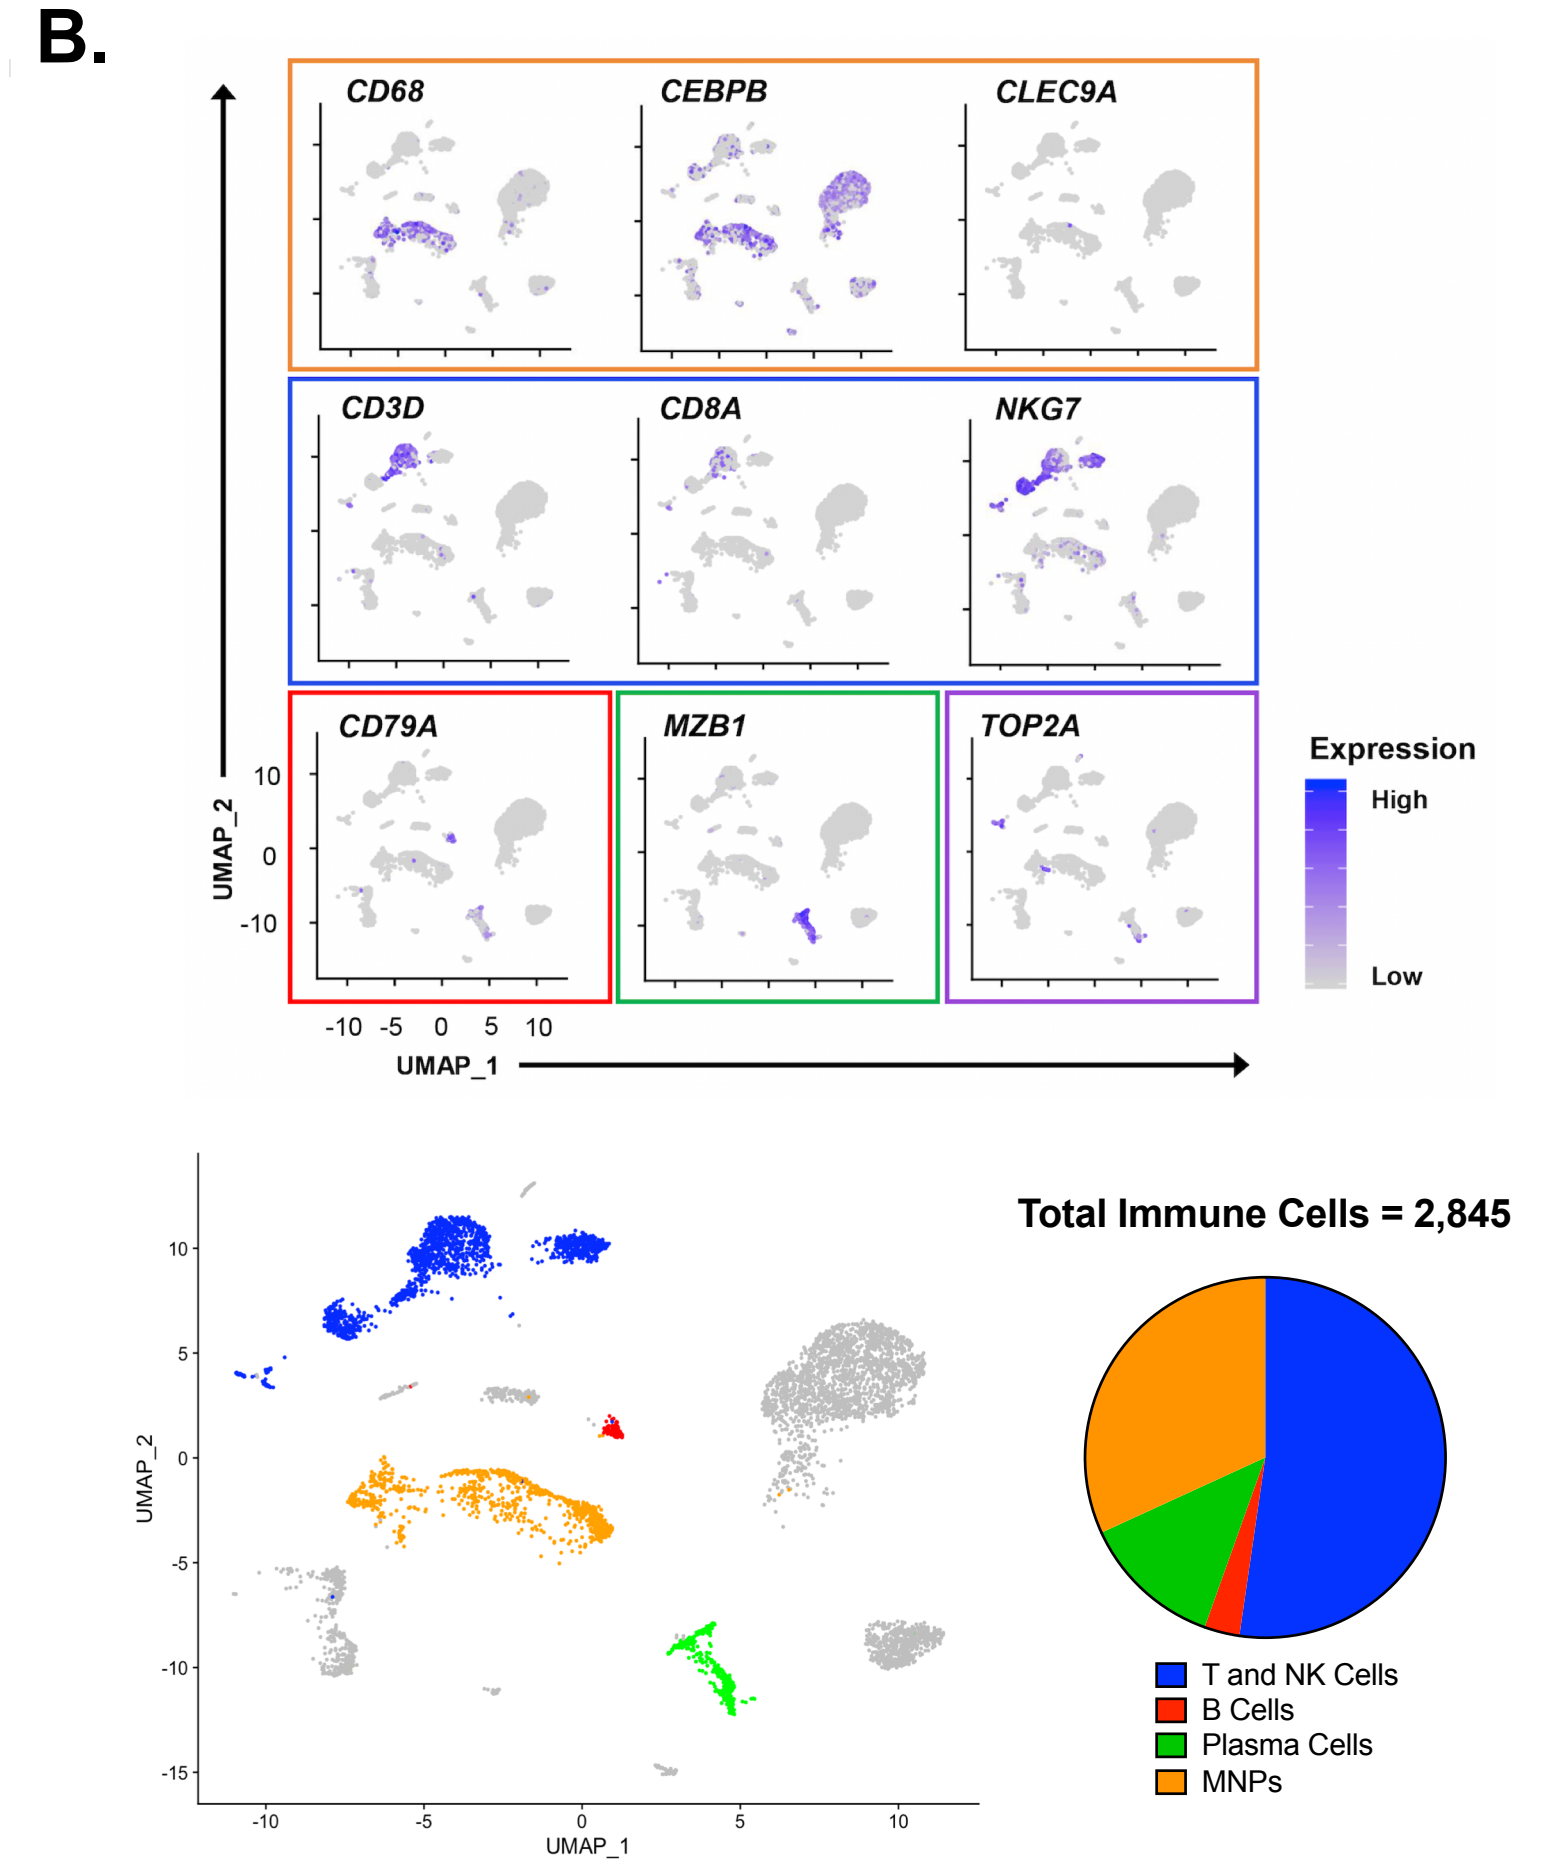 B.
CD68 CEBPB CLEC9A
CD3D CD8A NKG7
CD79A MZB1 TOP2A
10
0
-10
UMAP_2
-10 -5 0 5 10
UMAP_1
Expression
High
Low
10
5
0
-5
-10
-15
UMAP_2
-10 -5 0 5 10
UMAP_1
Total Immune Cells = 2,845
T and NK Cells
B Cells
Plasma Cells
MNPs